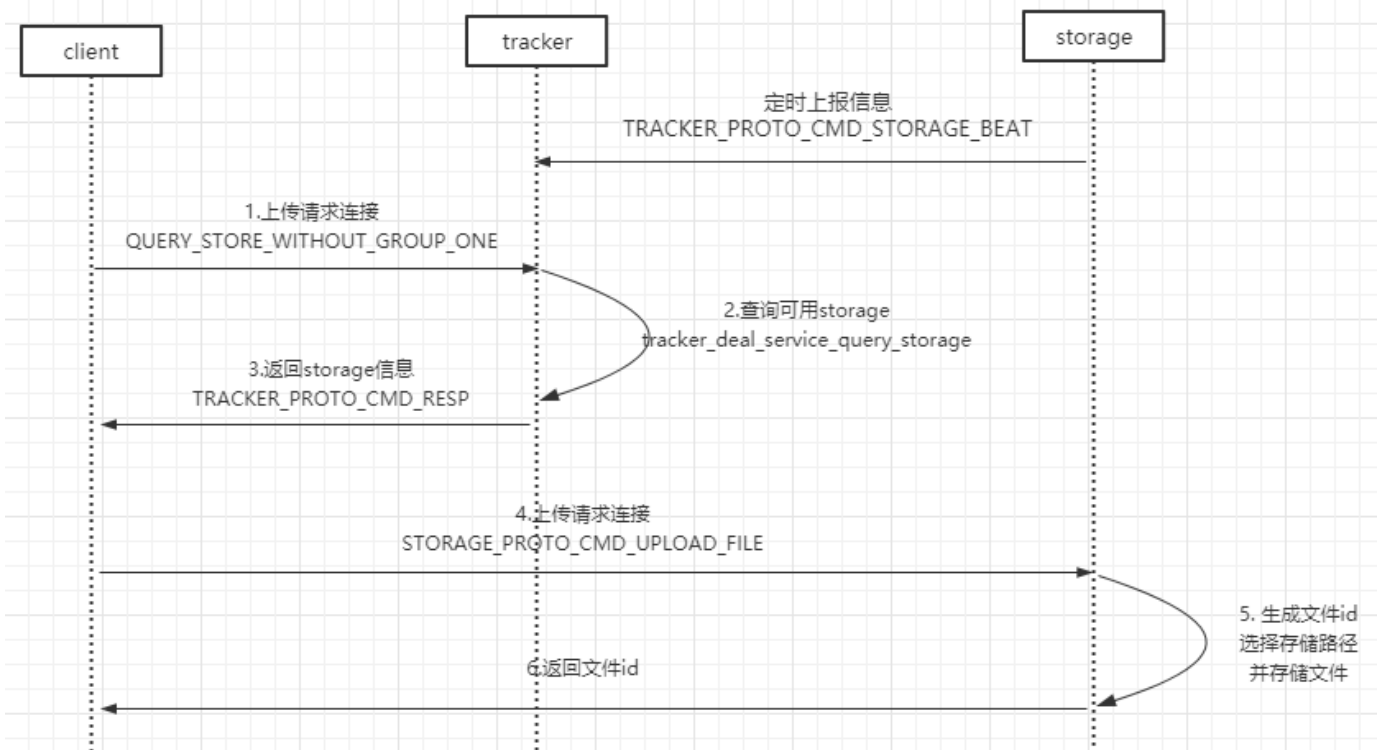 client
tracker
storage
定时上报信息
TRACKER_PROTO_CMD_STORAGE_BEAT
1.上传请求连接
QUERY_STORE_WITHOUT_GROUP_ONE
2.查询可用storage
tracker_deal_service_query_storage
3.返回storage信息
TRACKER_PROTO_CMD_RESP
4.上传请求连接
STORAGE_PROTO_CMD_UPLOAD_FILE
5. 生成文件id
选择存储路径
并存储文件
6.返回文件id